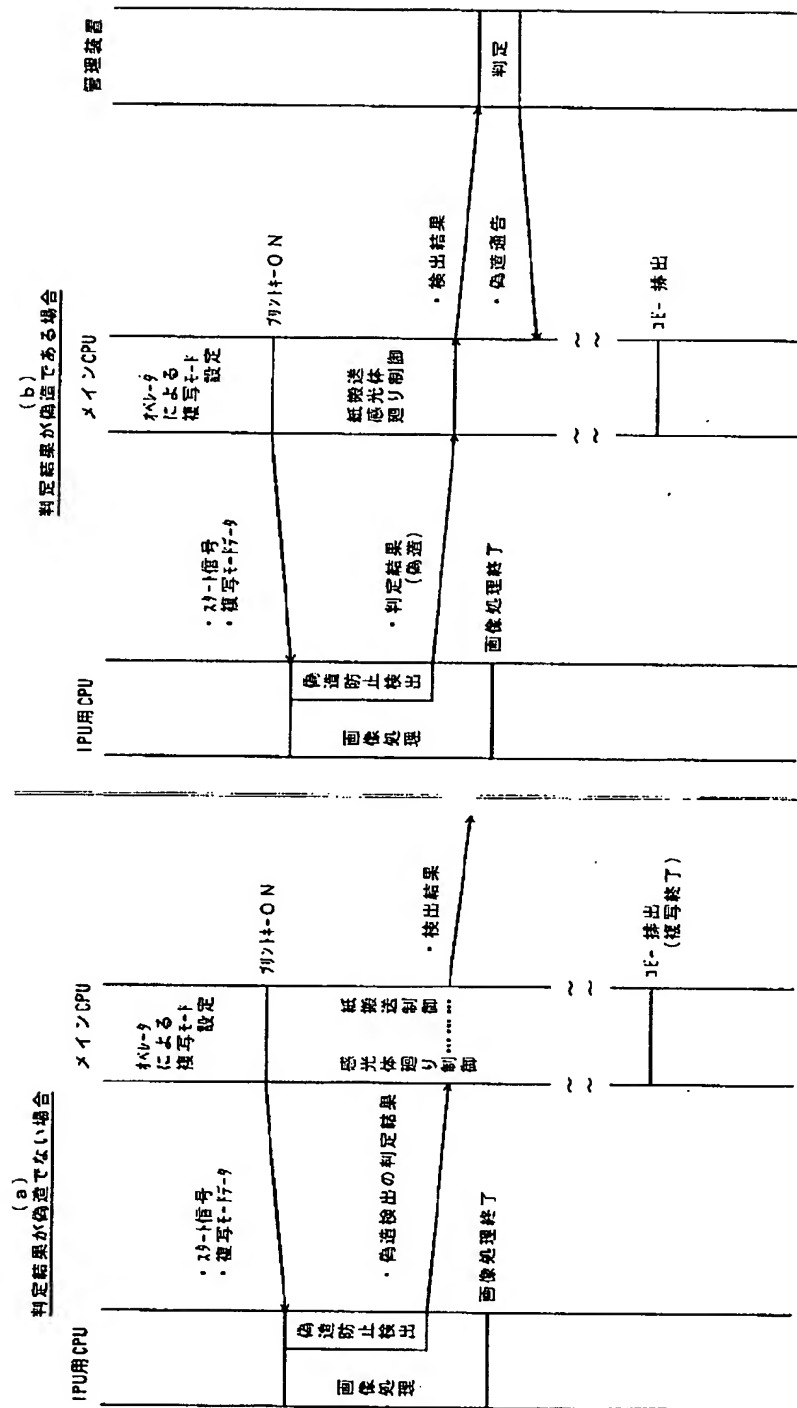 (a)
判定結果が偽造でない場合
IPU用CPU
メインCPU
オペレータ
による
複写モード
設定
プリントキーON
・スタート信号
・複写モードデータ
偽造防止検出
画像処理
感光体廻り制御
紙搬送制御
・偽造検出の判定結果
・検出結果
画像処理終了
コピー排出
(複写終了)
(b)
判定結果が偽造である場合
IPU用CPU
メインCPU
管理装置
オペレータ
による
複写モード
設定
プリントキーON
・スタート信号
・複写モードデータ
偽造防止検出
画像処理
紙搬送
感光体
廻り制御
・判定結果
(偽造)
・検出結果
判定
・偽造通告
画像処理終了
コピー排出